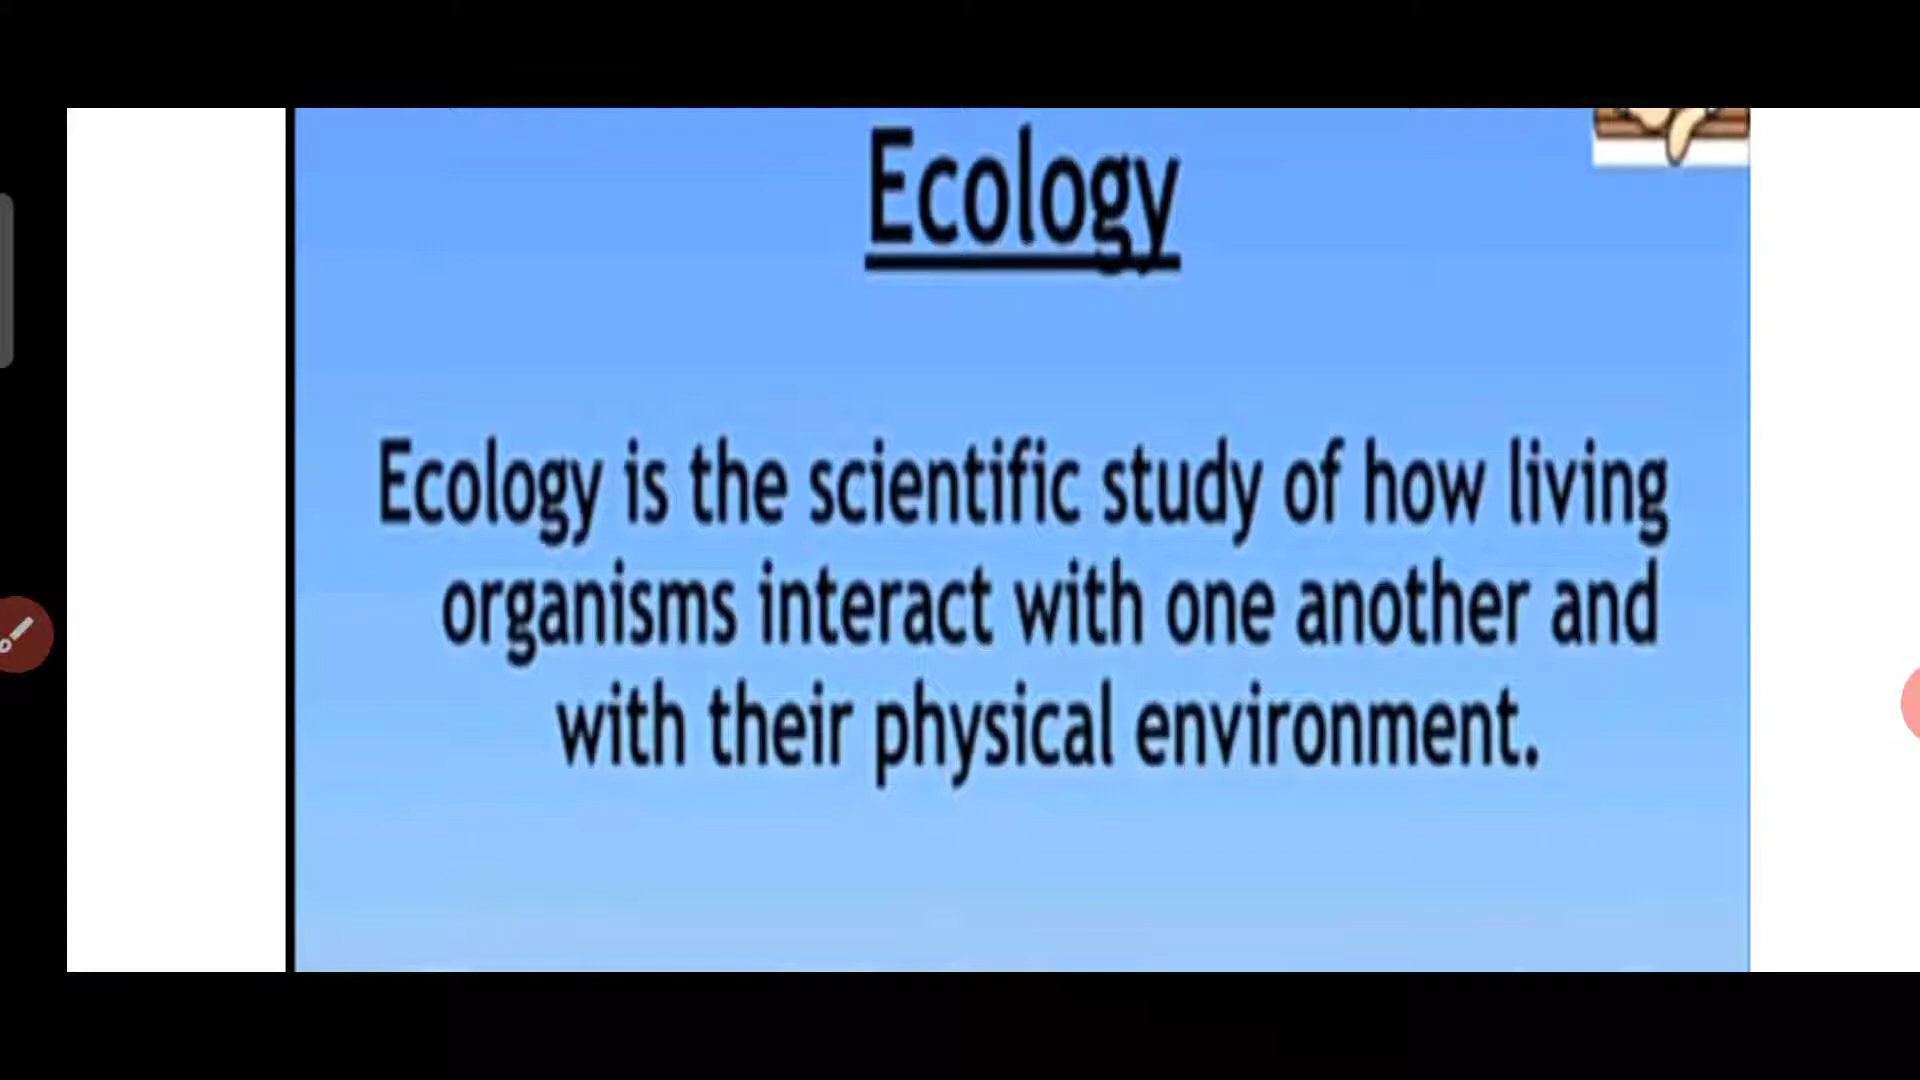 Ecology
Ecology is the scientific study of how living
organisms interact with one another and
with their physical environment.